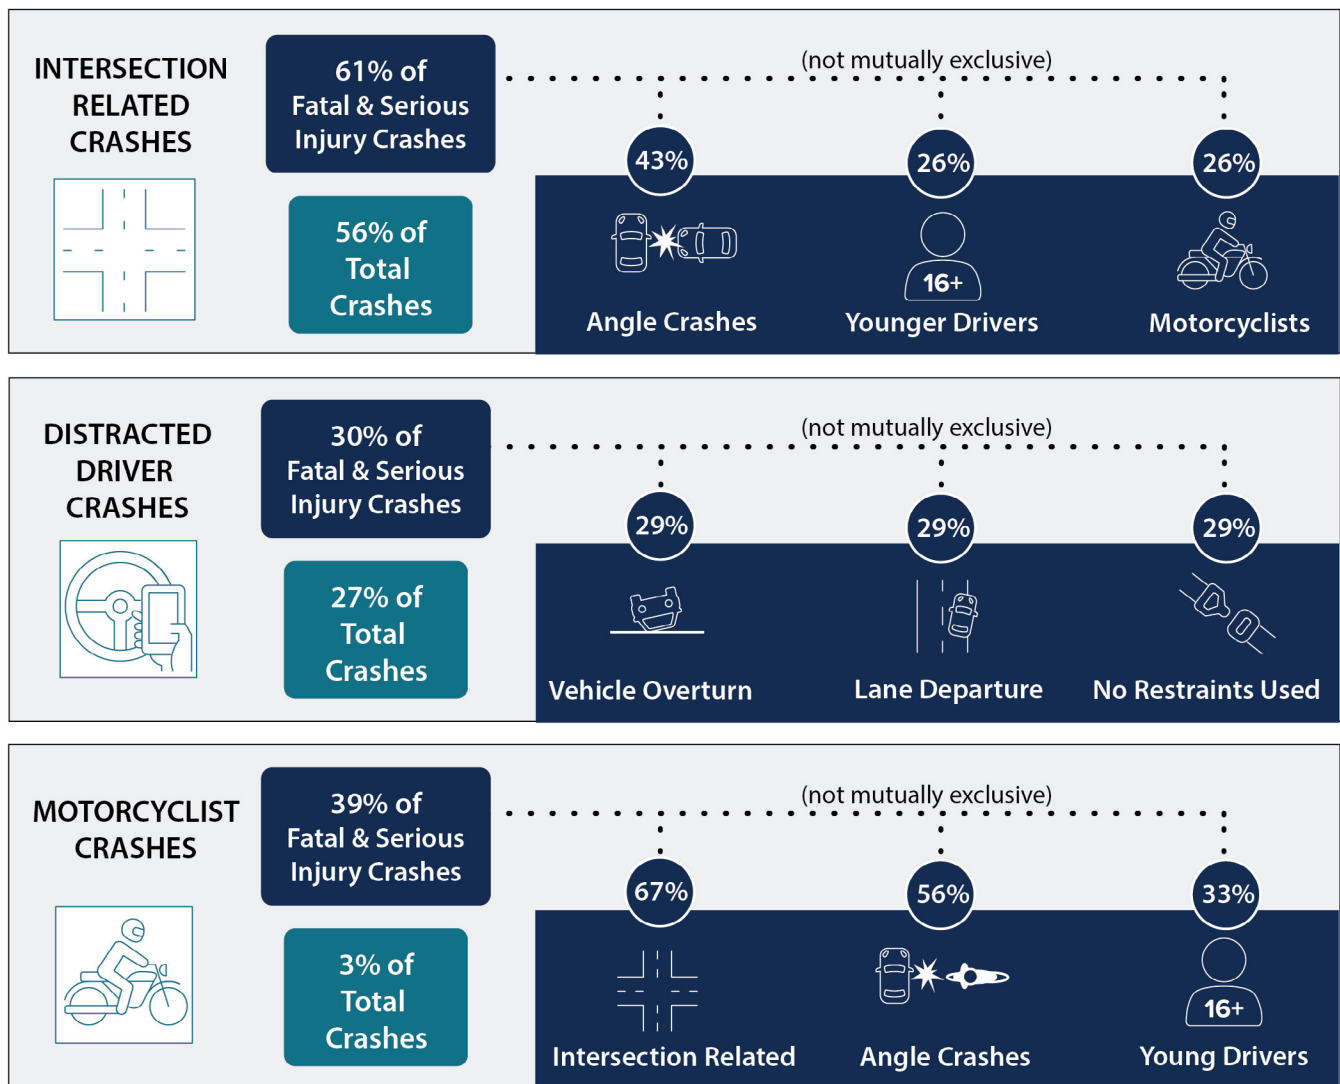 INTERSECTION
RELATED
CRASHES
61% of
Fatal & Serious
Injury Crashes
56% of
Total
Crashes
(not mutually exclusive)
43%
26%
26%
16+
Angle Crashes
Younger Drivers
Motorcyclists
DISTRACTED
DRIVER
CRASHES
30% of
Fatal & Serious
Injury Crashes
27% of
Total
Crashes
(not mutually exclusive)
29%
29%
29%
Vehicle Overturn
Lane Departure
No Restraints Used
MOTORCYCLIST
CRASHES
39% of
Fatal & Serious
Injury Crashes
3% of
Total
Crashes
(not mutually exclusive)
67%
56%
33%
16+
Intersection Related
Angle Crashes
Young Drivers